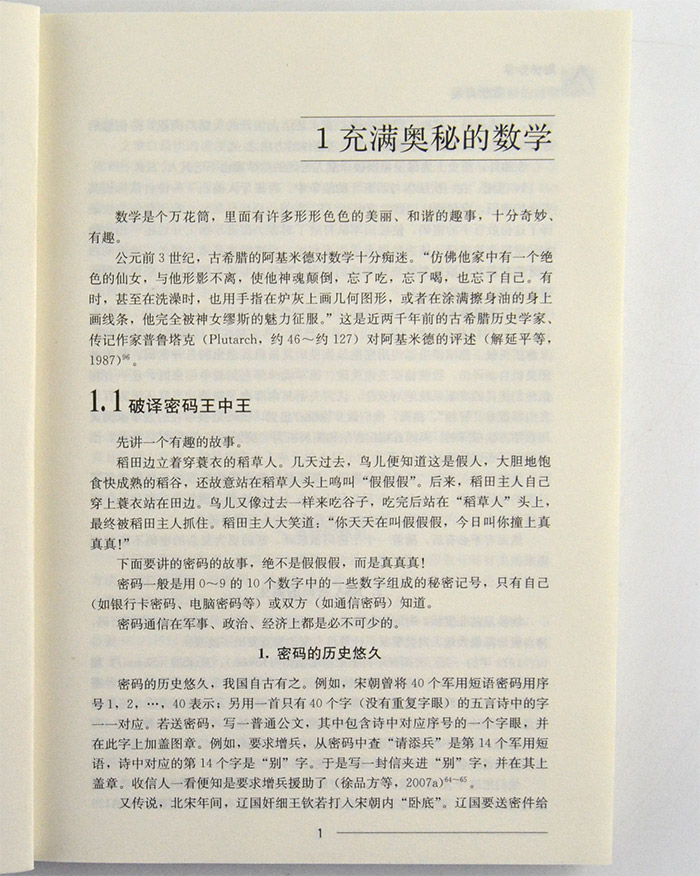 1 充满奥秘的数学
数学是个万花筒，里面有许多形形色色的美丽、和谐的趣事，十分奇妙、
有趣。
公元前 3 世纪，古希腊的阿基米德对数学十分痴迷。“仿佛他家中有一个绝
色的仙女，与他形影不离，使他神魂颠倒，忘了吃，忘了喝，也忘了自己。有
时，甚至在洗澡时，也用手指在炉灰上画几何图形，或者在涂满擦身油的身上
画线条，他完全被神女缪斯的魅力征服。”这是近两千年前的古希腊历史学家、
传记作家普鲁塔克（Plutarch，约 46～约 127）对阿基米德的评述（解延平等，
1987）96。
1.1 破译密码王中王
先讲一个有趣的故事。
稻田边立着穿蓑衣的稻草人。几天过去，鸟儿便知道这是假人，大胆地饱
食快成熟的稻谷，还故意站在稻草人头上鸣叫“假假假”。后来，稻田主人自己
穿上蓑衣站在田边。鸟儿又像过去一样来吃谷子，吃完后站在“稻草人”头上，
最终被稻田主人抓住。稻田主人大笑道：“你天天在叫假假假，今日叫你撞上真
真真！”
下面要讲的密码的故事，绝不是假假假，而是真真真！
密码一般是用 0～9 的 10 个数字中的一些数字组成的秘密记号，只有自己
（如银行卡密码、电脑密码等）或双方（如通信密码）知道。
密码通信在军事、政治、经济上都是必不可少的。
1. 密码的历史悠久
密码的历史悠久，我国自古有之。例如，宋朝曾将 40 个军用短语密码用序
号 1，2，…，40 表示；另用一首只有 40 个字（没有重复字眼）的五言诗中的字
一一对应。若送密码，写一普通公文，其中包含诗中对应序号的一个字眼，并
在此字上加盖图章。例如，要求增兵，从密码中查“请添兵”是第 14 个军用短
语，诗中对应的第 14 个字是“别”字。于是写一封信夹进“别”字，并在其上
盖章。收信人一看便知是要求增兵援助了（徐品方等，2007a）64～65。
又传说，北宋年间，辽国奸细王钦若打入宋朝内“卧底”。辽国要送密件给
1